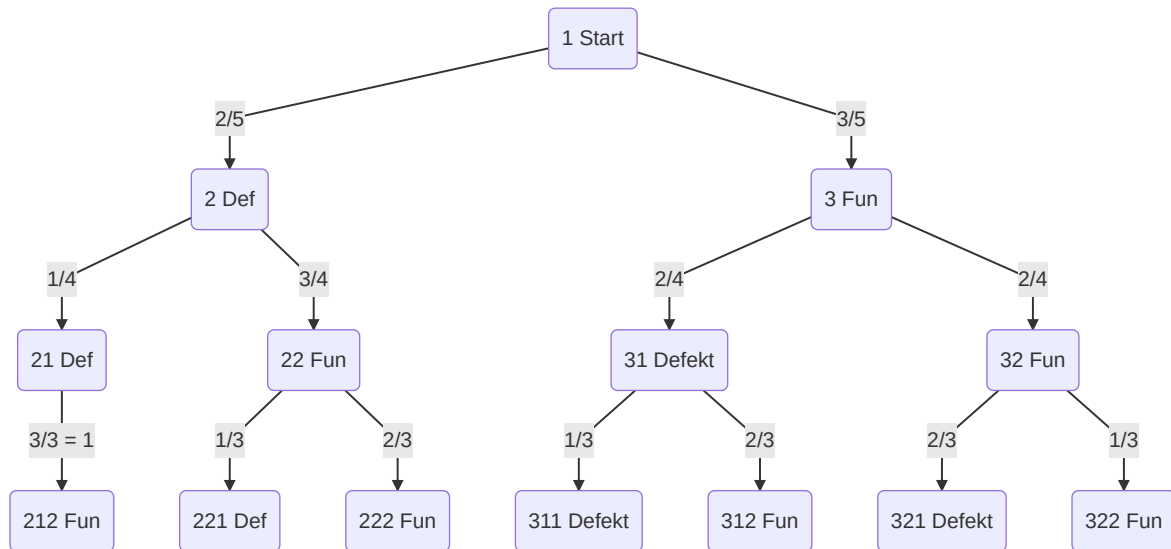 1 Start
2/5
3/5
2 Def
3 Fun
1/4
3/4
2/4
2/4
21 Def
22 Fun
31 Defekt
32 Fun
3/3 = 1
1/3
2/3
1/3
2/3
2/3
1/3
212 Fun
221 Def
222 Fun
311 Defekt
312 Fun
321 Defekt
322 Fun